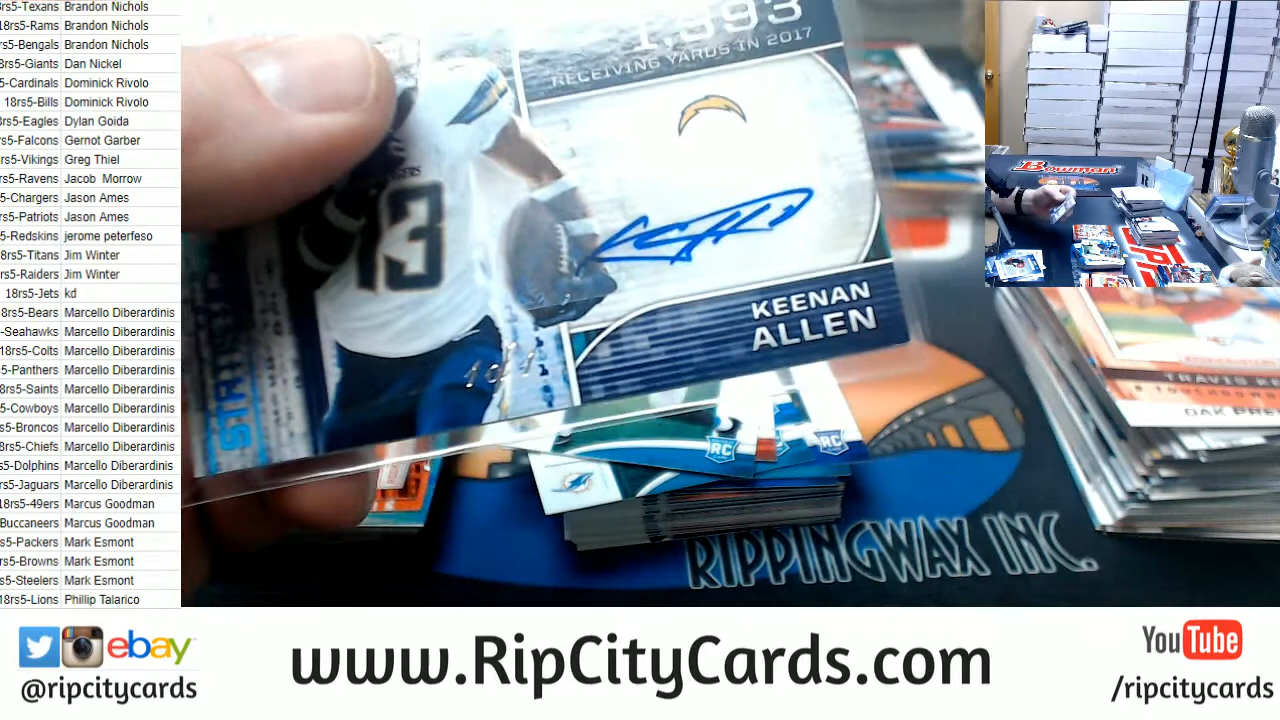 rs5-Texans Brandon Nichols
18rs5-Rams Brandon Nichols
rs5-Bengals Brandon Nichols
8rs5-Giants Dan Nickel
5-Cardinals Dominick Rivolo
18rs5-Bills Dominick Rivolo
rs5-Eagles Dylan Goida
rs5-Falcons Gernot Garber
rs5-Vikings Greg Thiel
rs5-Ravens Jacob Morrow
5-Chargers Jason Ames
s5-Patriots Jason Ames
5-Redskins jerome peterfeso
18rs5-Titans Jim Winter
rs5-Raiders Jim Winter
18rs5-Jets kd
8rs5-Bears Marcello Diberardinis
-Seahawks Marcello Diberardinis
18rs5-Colts Marcello Diberardinis
5-Panthers Marcello Diberardinis
8rs5-Saints Marcello Diberardinis
5-Cowboys Marcello Diberardinis
s5-Broncos Marcello Diberardinis
8rs5-Chiefs Marcello Diberardinis
5-Dolphins Marcello Diberardinis
rs5-Jaguars Marcello Diberardinis
18rs5-49ers Marcus Goodman
Buccaneers Marcus Goodman
s5-Packers Mark Esmont
s5-Browns Mark Esmont
5-Steelers Mark Esmont
18rs5-Lions Phillip Talarico
1,393
RECEIVING YARDS IN 2017
13
KEENAN
ALLEN
RC
RC
RIPPINGWAX INC.
Bowman
ebay
@ripcitycards
www.RipCityCards.com
YouTube
/ripcitycards